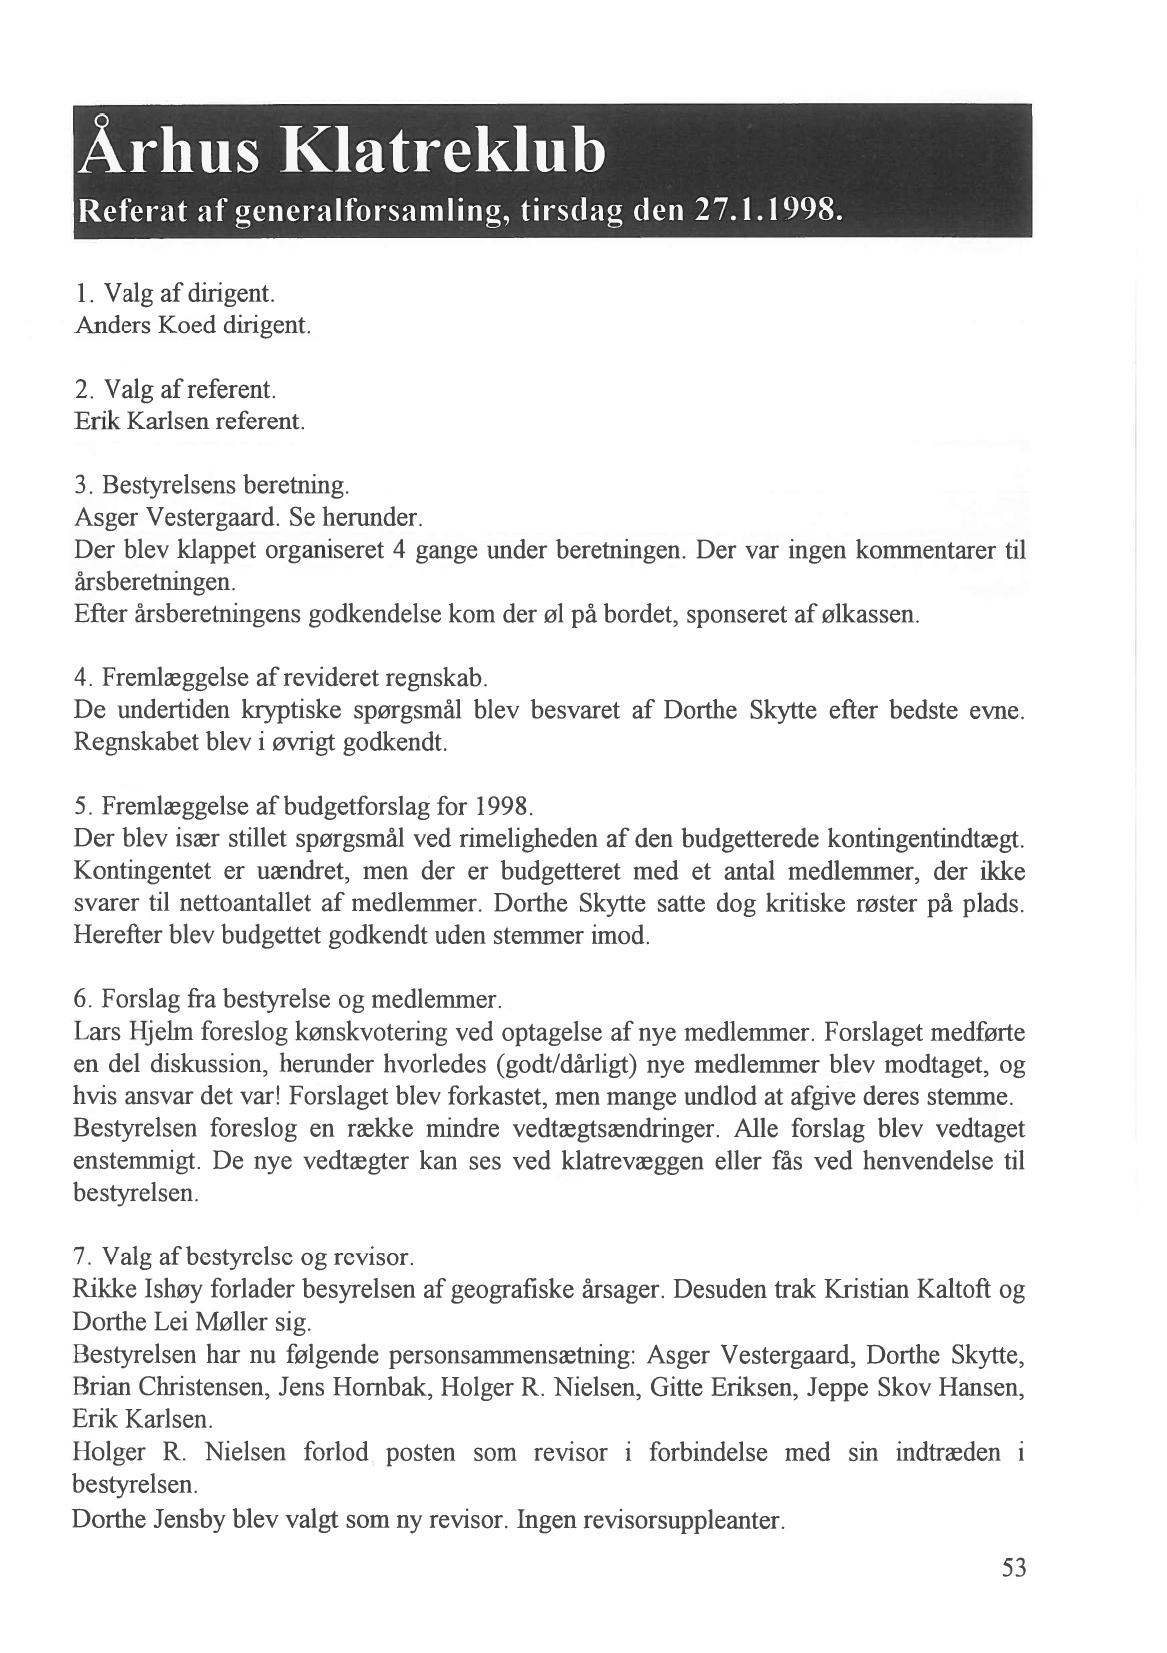 Århus Klatreklub
Referat af generalforsamling, tirsdag den 27.1.1998.
1. Valg af dirigent.
Anders Koed dirigent.
2. Valg af referent.
Erik Karlsen referent.
3. Bestyrelsens beretning.
Asger Vestergaard. Se herunder.
Der blev klappet organiseret 4 gange under beretningen. Der var ingen kommentarer til
årsberetningen.
Efter årsberetningens godkendelse kom der øl på bordet, sponseret af ølkassen.
4. Fremlæggelse af revideret regnskab.
De undertiden kryptiske spørgsmål blev besvaret af Dorthe Skytte efter bedste evne.
Regnskabet blev i øvrigt godkendt.
5. Fremlæggelse af budgetforslag for 1998.
Der blev især stillet spørgsmål ved rimeligheden af den budgetterede kontingentindtægt.
Kontingentet er uændret, men der er budgetteret med et antal medlemmer, der ikke
svarer til nettoantallet af medlemmer. Dorthe Skytte satte dog kritiske røster på plads.
Herefter blev budgettet godkendt uden stemmer imod.
6. Forslag fra bestyrelse og medlemmer.
Lars Hjelm foreslog kønskvotering ved optagelse af nye medlemmer. Forslaget medførte
en del diskussion, herunder hvorledes (godt/dårligt) nye medlemmer blev modtaget, og
hvis ansvar det var! Forslaget blev forkastet, men mange undlod at afgive deres stemme.
Bestyrelsen foreslog en række mindre vedtægtsændringer. Alle forslag blev vedtaget
enstemmigt. De nye vedtægter kan ses ved klatrevæggen eller fås ved henvendelse til
bestyrelsen.
7. Valg af bestyrelse og revisor.
Rikke Ishøy forlader besyrelsen af geografiske årsager. Desuden trak Kristian Kaltoft og
Dorthe Lei Møller sig.
Bestyrelsen har nu følgende personsammensætning: Asger Vestergaard, Dorthe Skytte,
Brian Christensen, Jens Hornbak, Holger R. Nielsen, Gitte Eriksen, Jeppe Skov Hansen,
Erik Karlsen.
Holger R. Nielsen forlod posten som revisor i forbindelse med sin indtræden i
bestyrelsen.
Dorthe Jensby blev valgt som ny revisor. Ingen revisorsuppleanter.
53